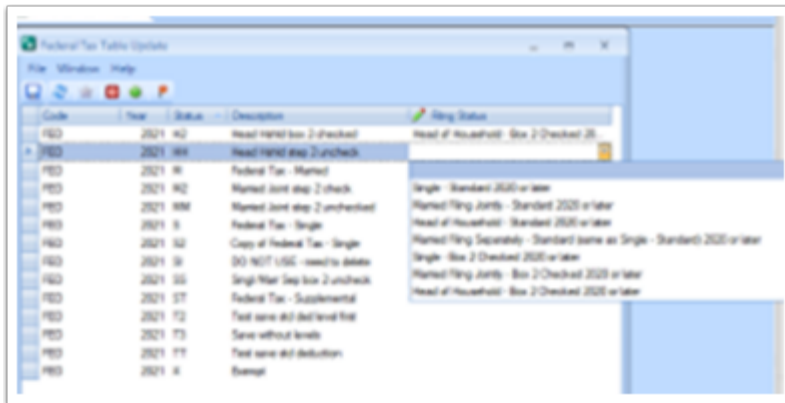 Federal Tax Table Update
File Window Help
Code Year Status Description Filing Status
FED 2021 H2 Head Hshld box 2 checked Head of Household - Box 2 Checked 20...
FED 2021 HH Head Hshld step 2 uncheck
FED 2021 M Federal Tax - Married
FED 2021 M2 Married Joint step 2 check
FED 2021 MM Married Joint step 2 unchecked
FED 2021 S Federal Tax - Single
FED 2021 S2 Copy of Federal Tax - Single
FED 2021 DO NOT USE - need to delete
FED 2021 SS Singl/Marr Sep box 2 uncheck
FED 2021 ST Federal Tax - Supplemental
FED 2021 T2 Test save std ded level first
FED 2021 T3 Save without levels
FED 2021 TT Test save std deduction
FED 2021 X Exempt
Single - Standard 2020 or later
Married Filing Jointly - Standard 2020 or later
Head of Household - Standard 2020 or later
Married Filing Separately - Standard (same as Single - Standard) 2020 or later
Single - Box 2 Checked 2020 or later
Married Filing Jointly - Box 2 Checked 2020 or later
Head of Household - Box 2 Checked 2020 or later